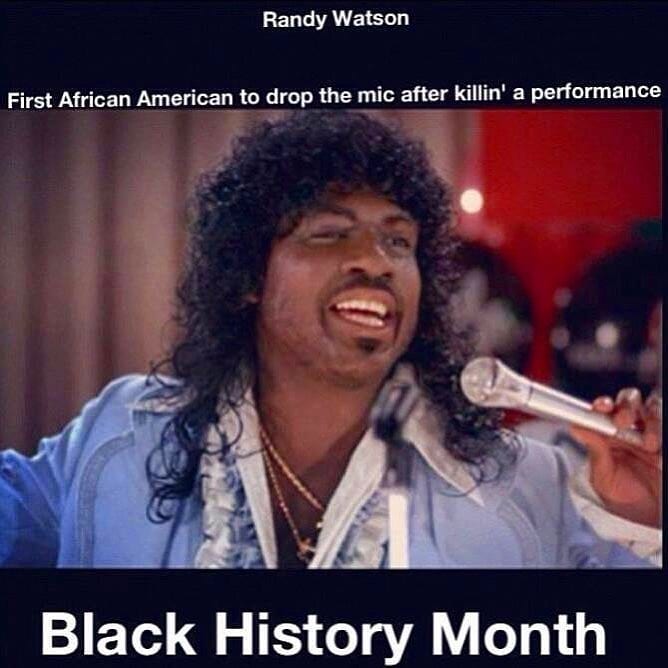 Randy Watson
First African American to drop the mic after killin' a performance
Black History Month